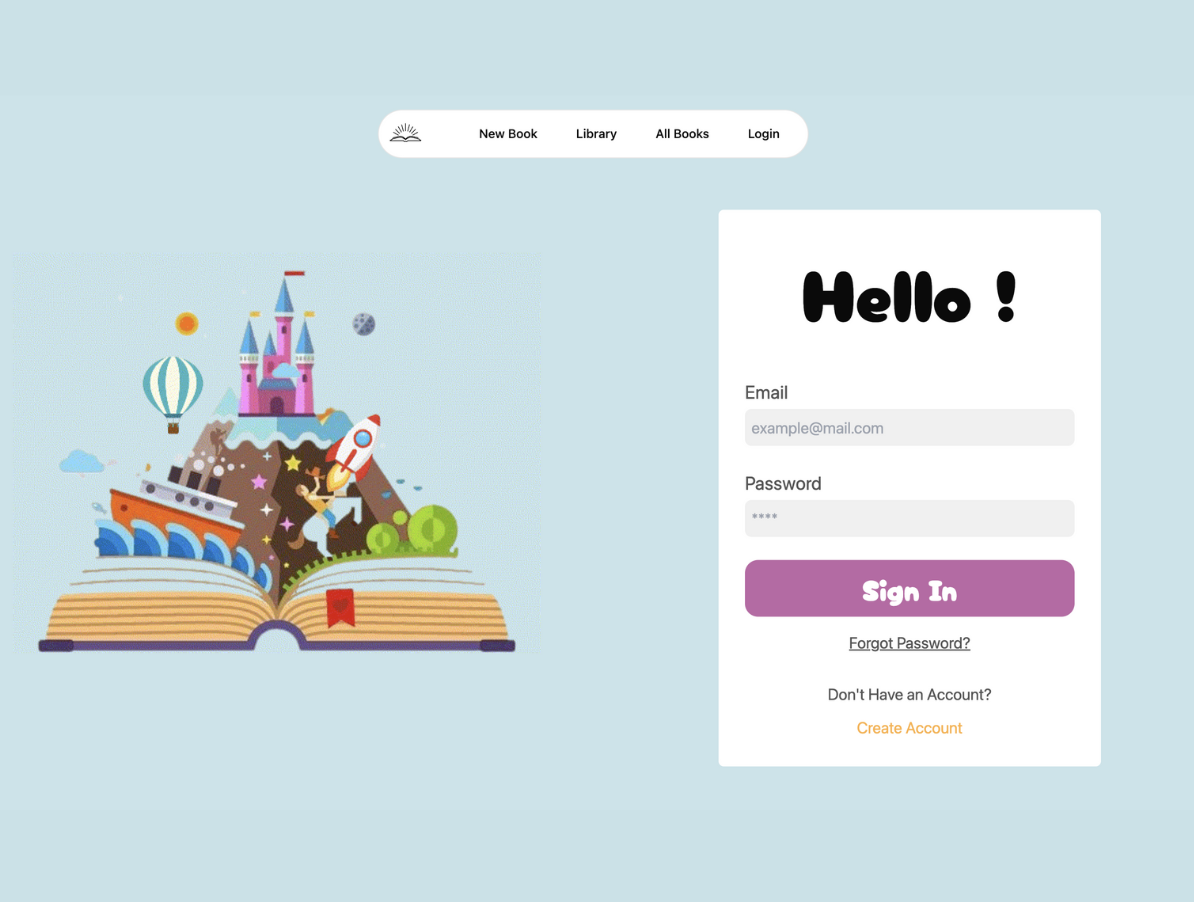 New Book Library All Books Login
Hello !
Email
example@mail.com
Password
****
Sign In
Forgot Password?
Don't Have an Account?
Create Account